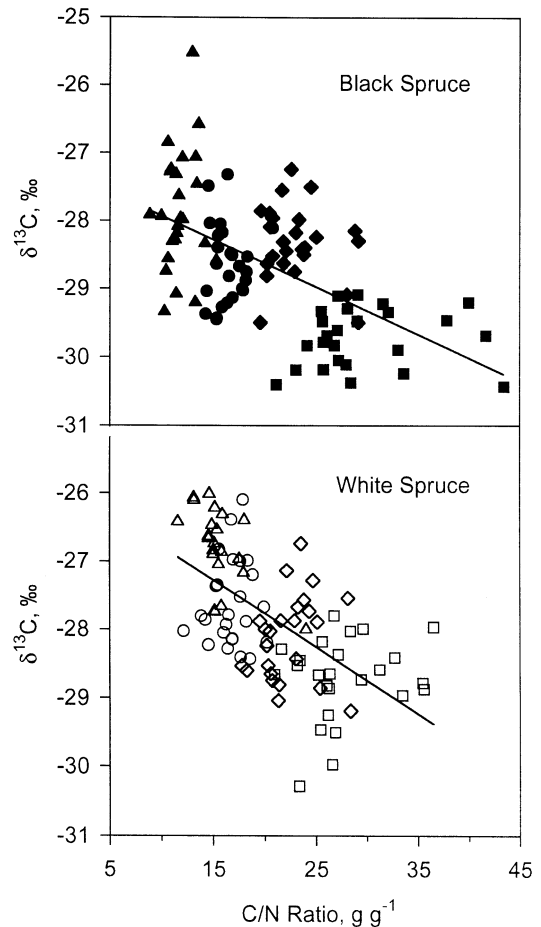 -25
Black Spruce
-26
-27
-28
δ¹³C, ‰
-29
-30
-31
White Spruce
-26
-27
-28
δ¹³C, ‰
-29
-30
-31
5 15 25 35 45
C/N Ratio, g g⁻¹